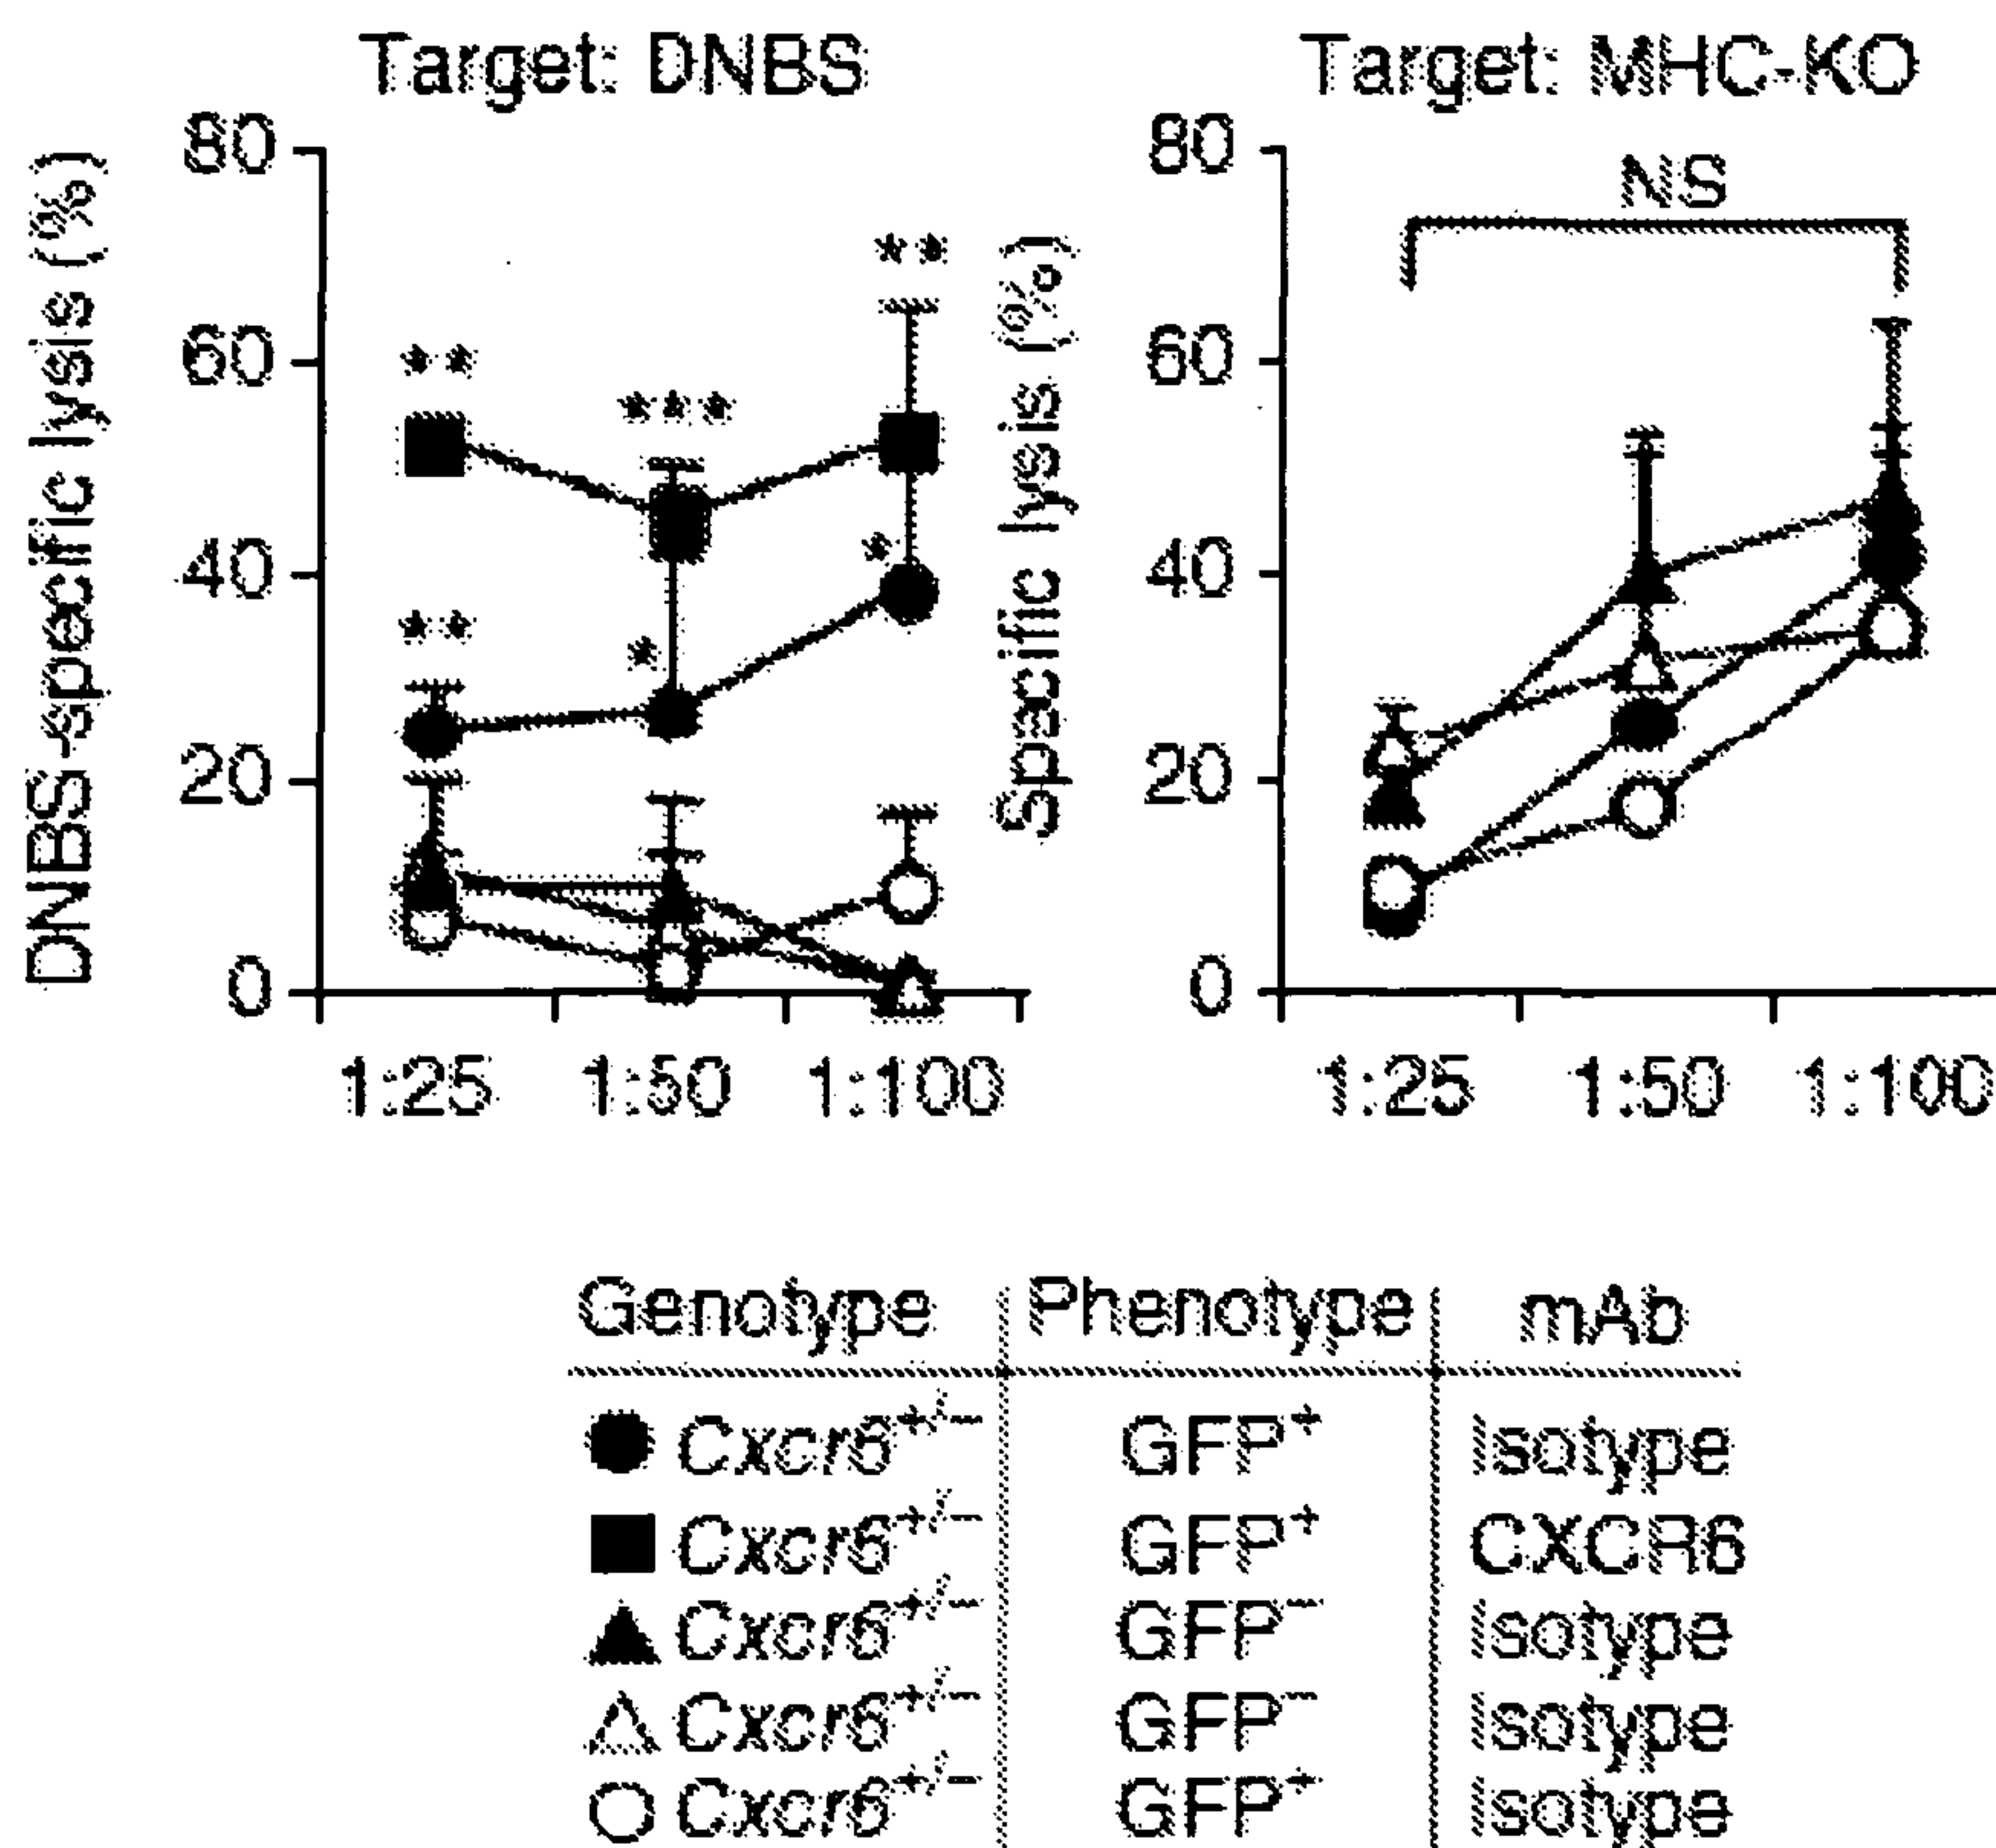 Target: DNBS
Target: MHC-KO
DNBS-specific lysis (%)
80
60
40
20
0
**
***
**
**
*
*
1:25 1:50 1:100
Specific lysis (%)
80
60
40
20
0
NS
1:25 1:50 1:100
Genotype Phenotype mAb
Cxcr6+/− GFP+ Isotype
Cxcr6+/− GFP+ CXCR6
Cxcr6+/− GFP− Isotype
Cxcr6+/− GFP− Isotype
Cxcr6+/− GFP+ Isotype